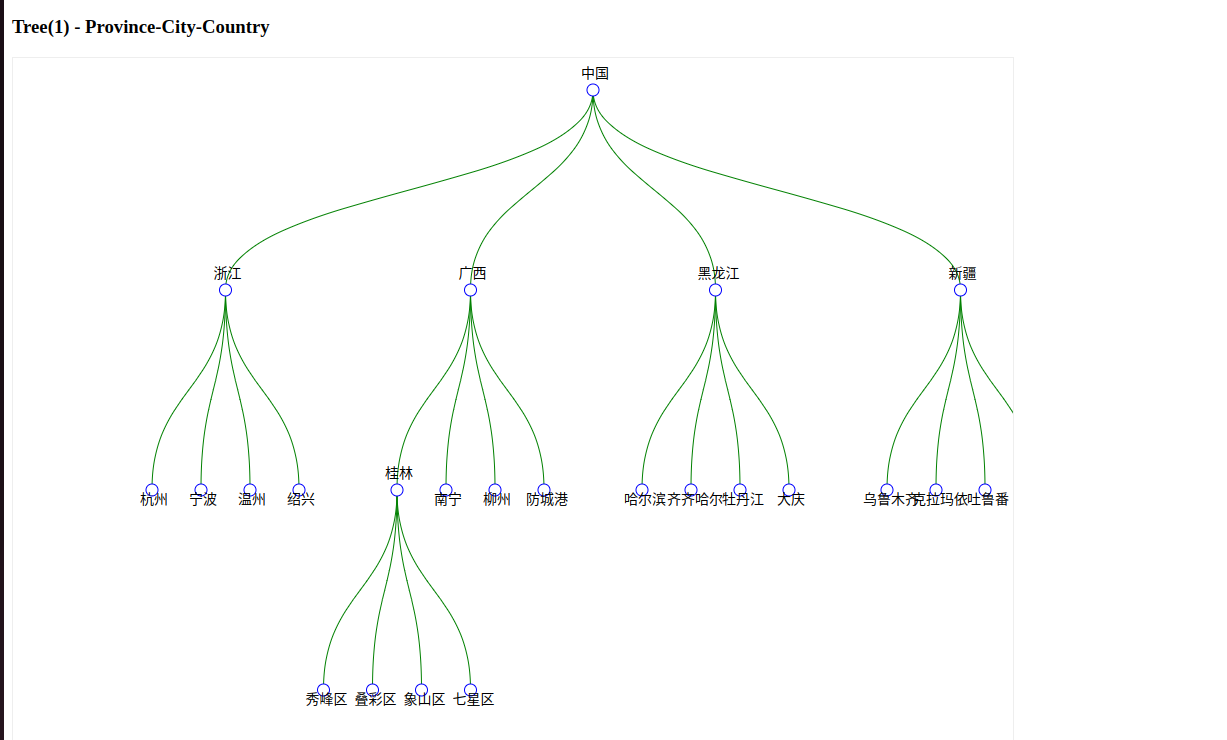 Tree(1) - Province-City-Country
中国
浙江
广西
黑龙江
新疆
桂林
杭州
宁波
温州
绍兴
南宁
柳州
防城港
哈尔滨
齐齐哈尔
牡丹江
大庆
乌鲁木齐
克拉玛依
吐鲁番
秀峰区
叠彩区
象山区
七星区